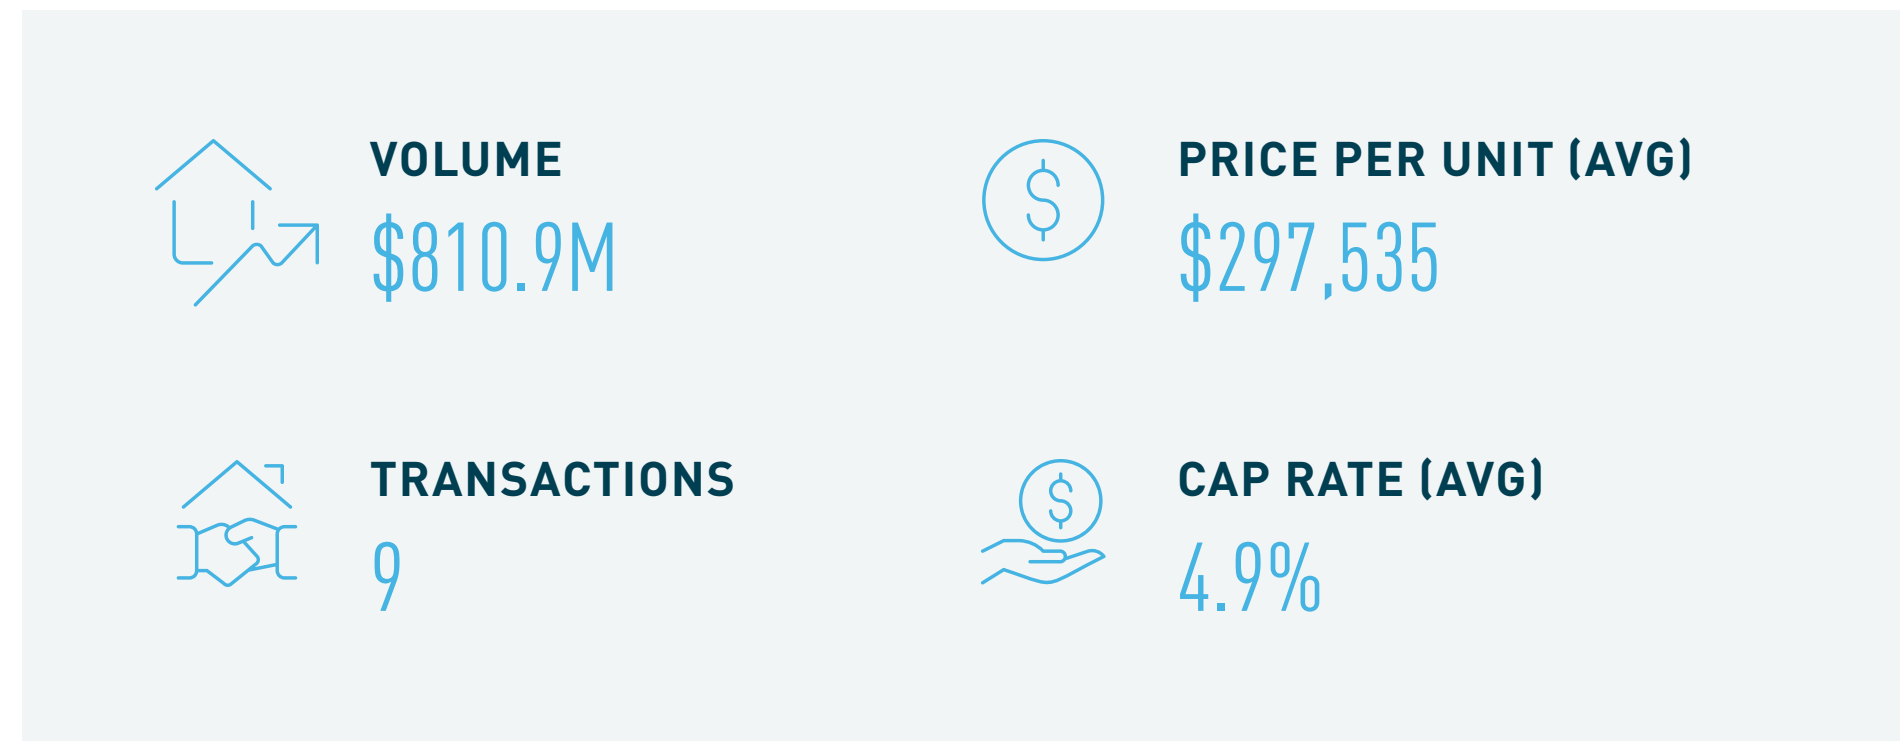 VOLUME
$810.9M
PRICE PER UNIT (AVG)
$297,535
TRANSACTIONS
9
CAP RATE (AVG)
4.9%